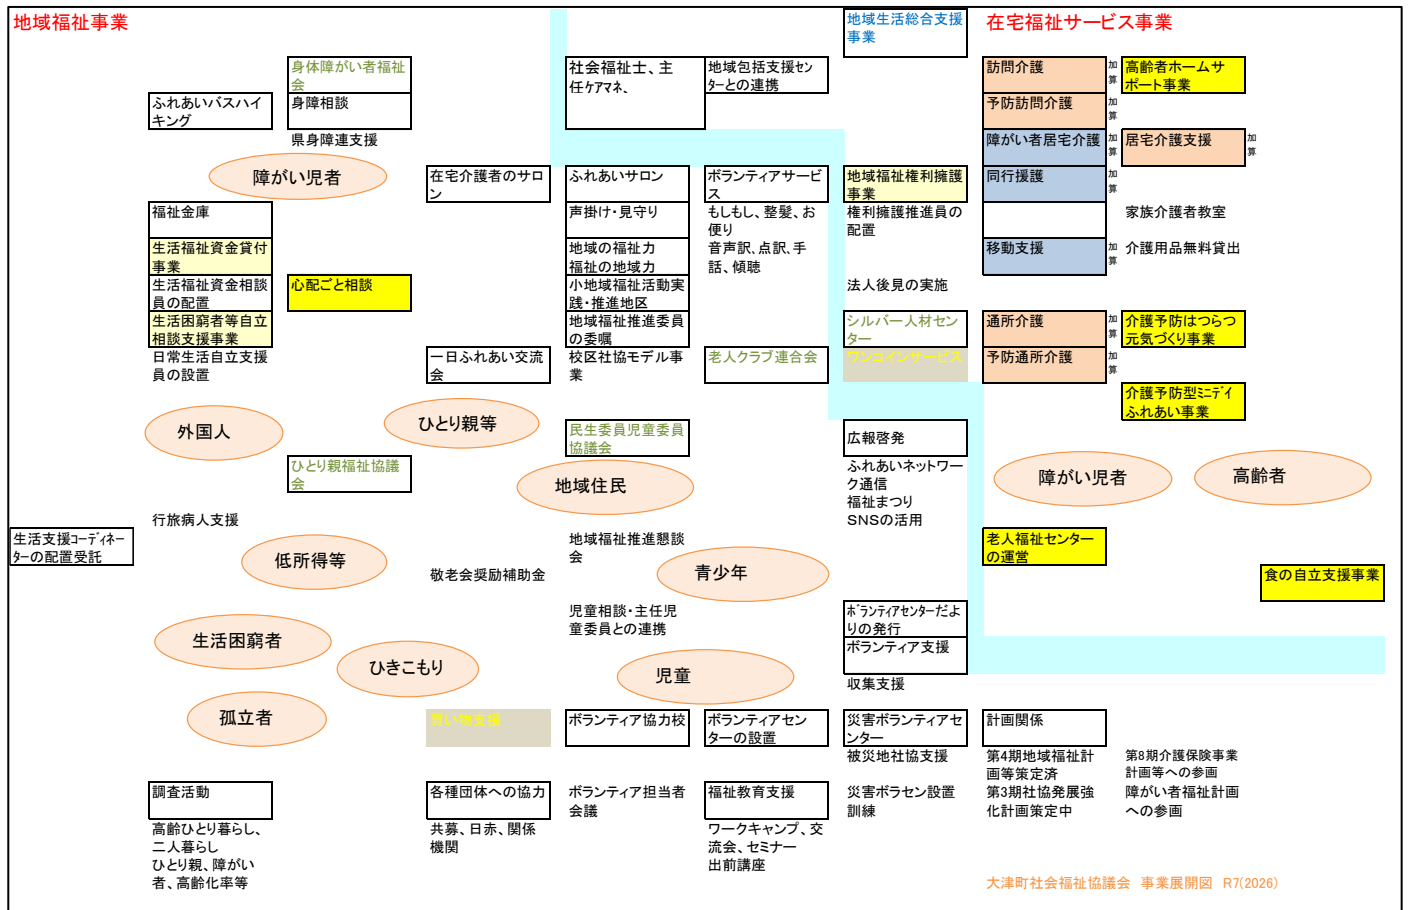 地域福祉事業
地域生活総合支援
事業
在宅福祉サービス事業
身体障がい者福祉
会
社会福祉士、主
任ケアマネ、
地域包括支援セン
ターとの連携
訪問介護
加
算
高齢者ホームサ
ポート事業
ふれあいバスハイ
キング
身障相談
予防訪問介護
加
算
県身障連支援
障がい者居宅介護
加
算
居宅介護支援
加
算
障がい児者
在宅介護者のサロ
ン
ふれあいサロン
ボランティアサービ
ス
地域福祉権利擁護
事業
同行援護
加
算
福祉金庫
声掛け・見守り
もしもし、整髪、お
便り
権利擁護推進員の
配置
家族介護者教室
生活福祉資金貸付
事業
地域の福祉力
福祉の地域力
音声訳、点訳、手
話、傾聴
移動支援
加
算
介護用品無料貸出
生活福祉資金相談
員の配置
心配ごと相談
小地域福祉活動実
践・推進地区
法人後見の実施
生活困窮者等自立
相談支援事業
地域福祉推進委員
の委嘱
シルバー人材セン
ター
通所介護
加
算
介護予防はつらつ
元気づくり事業
日常生活自立支援
員の設置
一日ふれあい交流
会
校区社協モデル事
業
老人クラブ連合会
ワンコインサービス
予防通所介護
加
算
介護予防型ミニデイ
ふれあい事業
外国人
ひとり親等
民生委員児童委員
協議会
広報啓発
ひとり親福祉協議
会
地域住民
ふれあいネットワー
ク通信
福祉まつり
SNSの活用
障がい児者
高齢者
行旅病人支援
生活支援コーディネー
ターの配置受託
低所得等
地域福祉推進懇談
会
老人福祉センター
の運営
敬老会奨励補助金
青少年
食の自立支援事業
生活困窮者
児童相談・主任児
童委員との連携
ボランティアセンターだよ
りの発行
ひきこもり
児童
ボランティア支援
収集支援
孤立者
買い物支援
ボランティア協力校
ボランティアセン
ターの設置
災害ボランティアセ
ンター
計画関係
被災地社協支援
第4期地域福祉計
画等策定済
第8期介護保険事業
計画等への参画
調査活動
各種団体への協力
ボランティア担当者
会議
福祉教育支援
災害ボラセン設置
訓練
第3期社協発展強
化計画策定中
障がい者福祉計画
への参画
高齢ひとり暮らし、
二人暮らし
ひとり親、障がい
者、高齢化率等
共募、日赤、関係
機関
ワークキャンプ、交
流会、セミナー
出前講座
大津町社会福祉協議会 事業展開図 R7(2026)